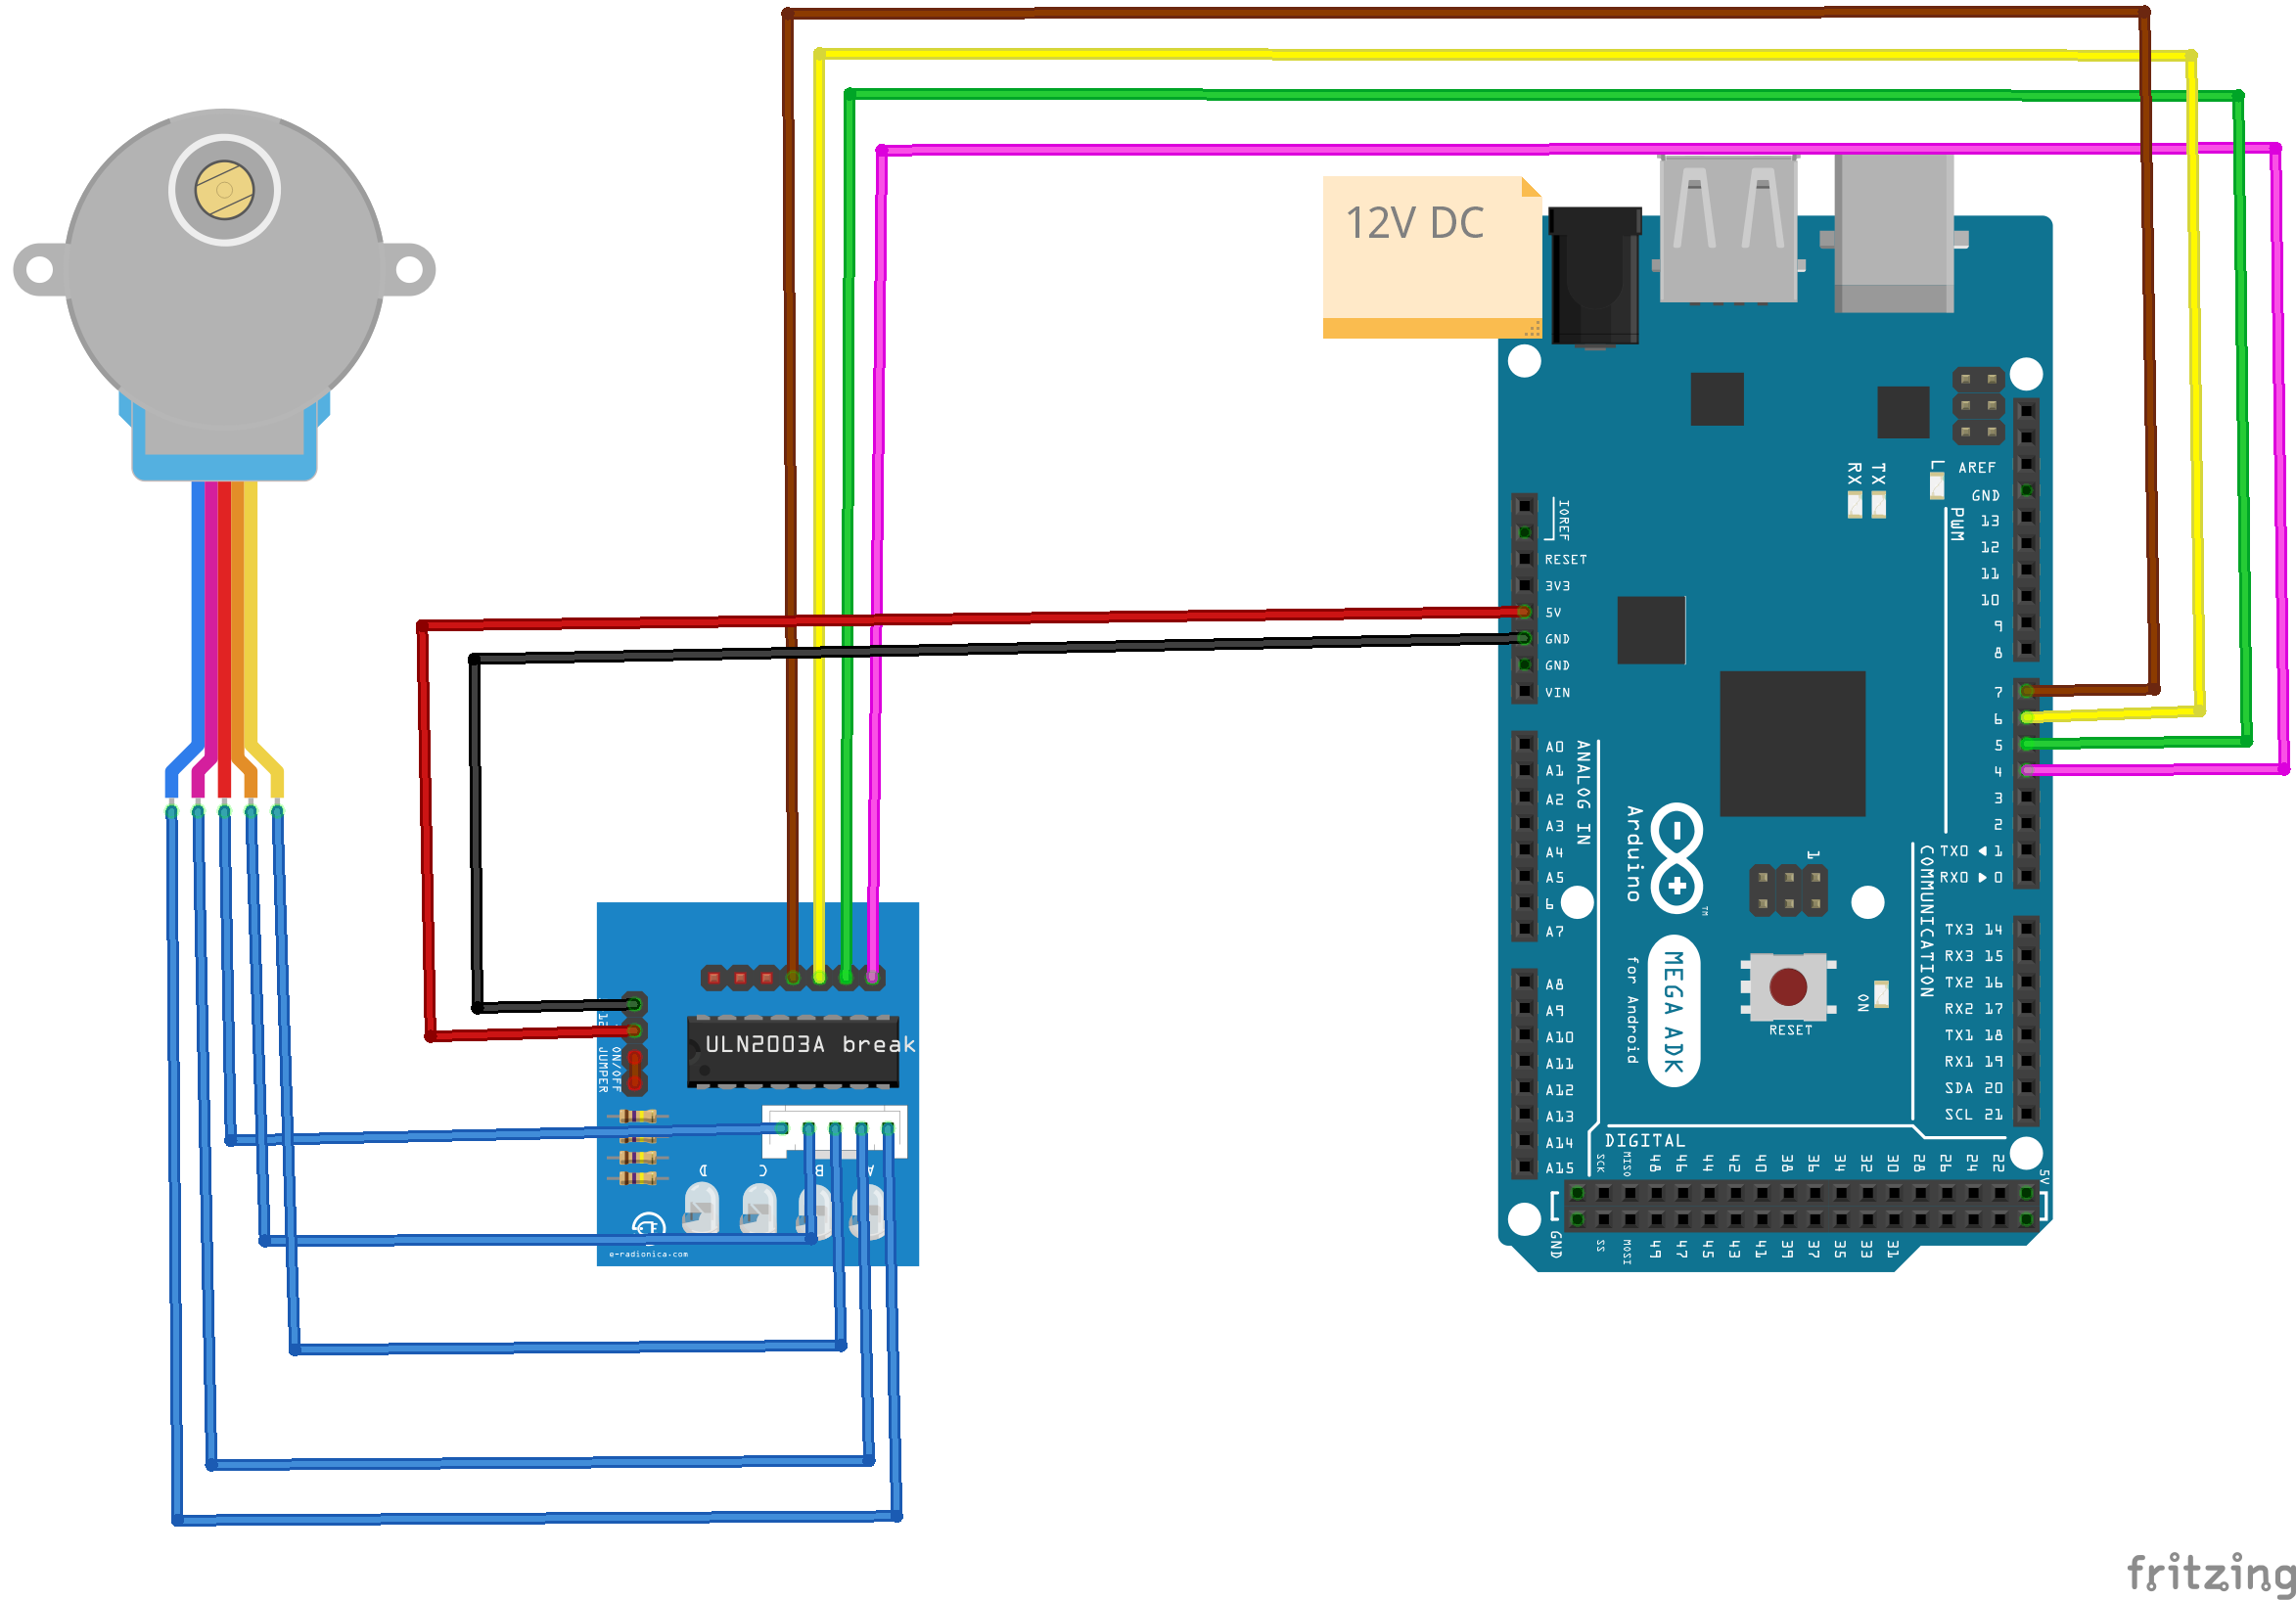 12V DC
IOREF
RESET
3V3
5V
GND
GND
VIN
RX
TX
L
AREF
GND
13
12
11
10
9
8
PWM
7
6
5
4
3
2
TX0 ◀ 1
RX0 ▶ 0
A0
A1
A2
A3
A4
A5
6
A7
ANALOG IN
A8
A9
A10
A11
A12
A13
A14
A15
Arduino
TM
for Android
MEGA ADK
1
RESET
ON
COMMUNICATION
TX3 14
RX3 15
TX2 16
RX2 17
TX1 18
RX1 19
SDA 20
SCL 21
DIGITAL
SCK MISO 48 46 44 42 40 38 36 34 32 30 28 26 24 22 5V
GND SS MOSI 49 47 45 43 41 39 37 35 33 31
ULN2003A break
ON/OFF
JUMPER
D C B A
e-radionica.com
fritzing